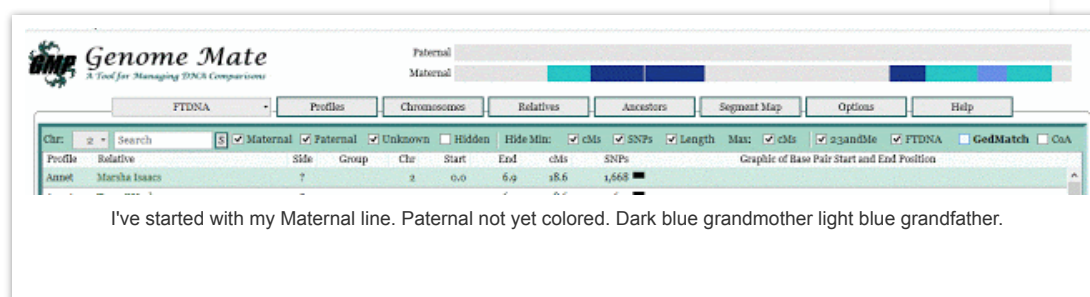 Genome Mate
GMP
A Tool for Managing DNA Comparisons
Paternal
Maternal
FTDNA Profiles Chromosomes Relatives Ancestors Segment Map Options Help
Chr: 2 Search S Maternal Paternal Unknown Hidden Hide Min: cMs SNPs Length Max: cMs 23andMe FTDNA GedMatch CoA
Profile Relative Side Group Chr Start End cMs SNPs Graphic of Base Pair Start and End Position
Annet Marsha Isaacs ? 2 0.0 6.9 18.6 1,668
I've started with my Maternal line. Paternal not yet colored. Dark blue grandmother light blue grandfather.